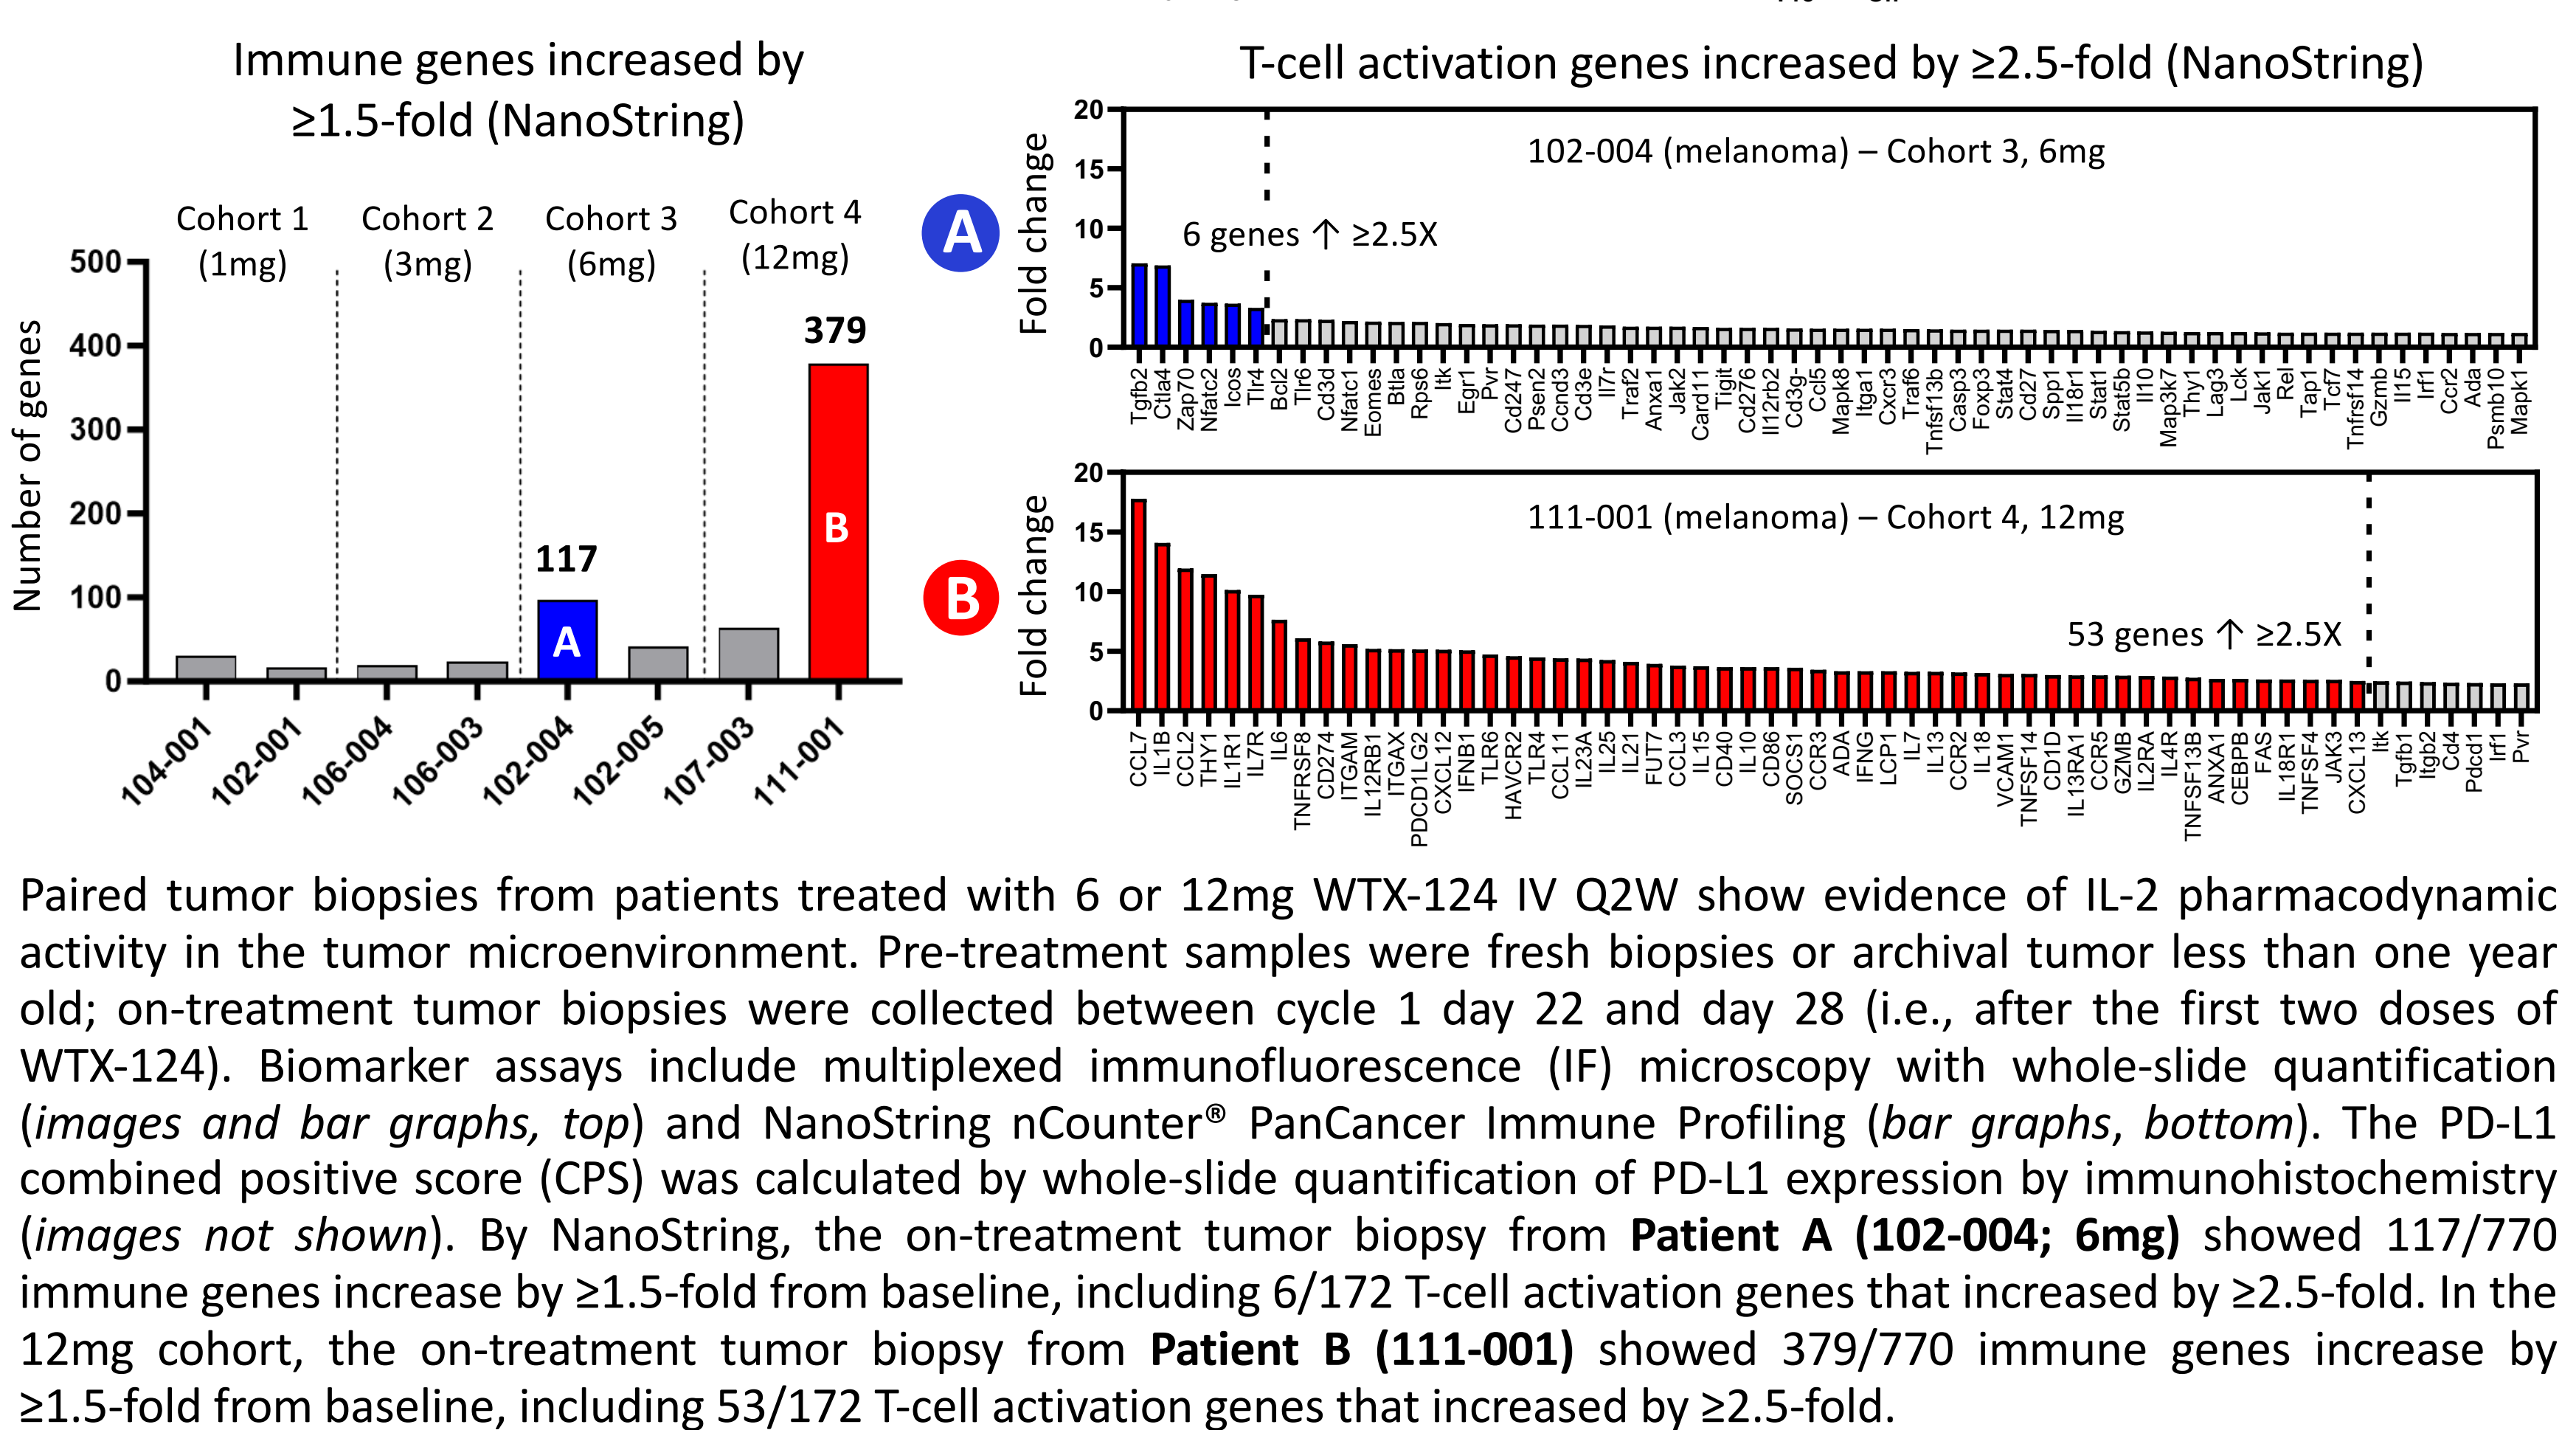 Immune genes increased by
≥1.5-fold (NanoString)
Cohort 1
(1mg)
Cohort 2
(3mg)
Cohort 3
(6mg)
Cohort 4
(12mg)
Number of genes
500
400
300
200
100
0
117
379
A
B
104-001
102-001
106-004
106-003
102-004
102-005
107-003
111-001
T-cell activation genes increased by ≥2.5-fold (NanoString)
A
Fold change
20
15
10
5
0
102-004 (melanoma) – Cohort 3, 6mg
6 genes ↑ ≥2.5X
Tgfb2
Ctla4
Zap70
Nfatc2
Icos
Tlr4
Bcl2
Tlr6
Cd3d
Nfatc1
Eomes
Btla
Rps6
Itk
Egr1
Pvr
Cd247
Psen2
Ccnd3
Cd3e
Il7r
Traf2
Anxa1
Jak2
Card11
Tigit
Cd276
Il12rb2
Cd3g-
Ccl5
Mapk8
Itga1
Cxcr3
Traf6
Tnfsf13b
Casp3
Foxp3
Stat4
Cd27
Spp1
Il18r1
Stat1
Stat5b
Il10
Map3k7
Thy1
Lag3
Lck
Jak1
Rel
Tap1
Tcf7
Tnfrsf14
Gzmb
Il15
Irf1
Ccr2
Ada
Psmb10
Mapk1
B
Fold change
20
15
10
5
0
111-001 (melanoma) – Cohort 4, 12mg
53 genes ↑ ≥2.5X
CCL7
IL1B
CCL2
THY1
IL1R1
IL7R
IL6
TNFRSF8
CD274
ITGAM
IL12RB1
ITGAX
PDCD1LG2
CXCL12
IFNB1
TLR6
HAVCR2
TLR4
CCL11
IL23A
IL25
IL21
FUT7
CCL3
IL15
CD40
IL10
CD86
SOCS1
CCR3
ADA
IFNG
LCP1
IL7
IL13
CCR2
IL18
VCAM1
TNFSF14
CD1D
IL13RA1
CCR5
GZMB
IL2RA
IL4R
TNFSF13B
ANXA1
CEBPB
FAS
IL18R1
TNFSF4
JAK3
CXCL13
Itk
Tgfb1
Itgb2
Cd4
Pdcd1
Irf1
Pvr
Paired tumor biopsies from patients treated with 6 or 12mg WTX-124 IV Q2W show evidence of IL-2 pharmacodynamic
activity in the tumor microenvironment. Pre-treatment samples were fresh biopsies or archival tumor less than one year
old; on-treatment tumor biopsies were collected between cycle 1 day 22 and day 28 (i.e., after the first two doses of
WTX-124). Biomarker assays include multiplexed immunofluorescence (IF) microscopy with whole-slide quantification
(images and bar graphs, top) and NanoString nCounter® PanCancer Immune Profiling (bar graphs, bottom). The PD-L1
combined positive score (CPS) was calculated by whole-slide quantification of PD-L1 expression by immunohistochemistry
(images not shown). By NanoString, the on-treatment tumor biopsy from Patient A (102-004; 6mg) showed 117/770
immune genes increase by ≥1.5-fold from baseline, including 6/172 T-cell activation genes that increased by ≥2.5-fold. In the
12mg cohort, the on-treatment tumor biopsy from Patient B (111-001) showed 379/770 immune genes increase by
≥1.5-fold from baseline, including 53/172 T-cell activation genes that increased by ≥2.5-fold.